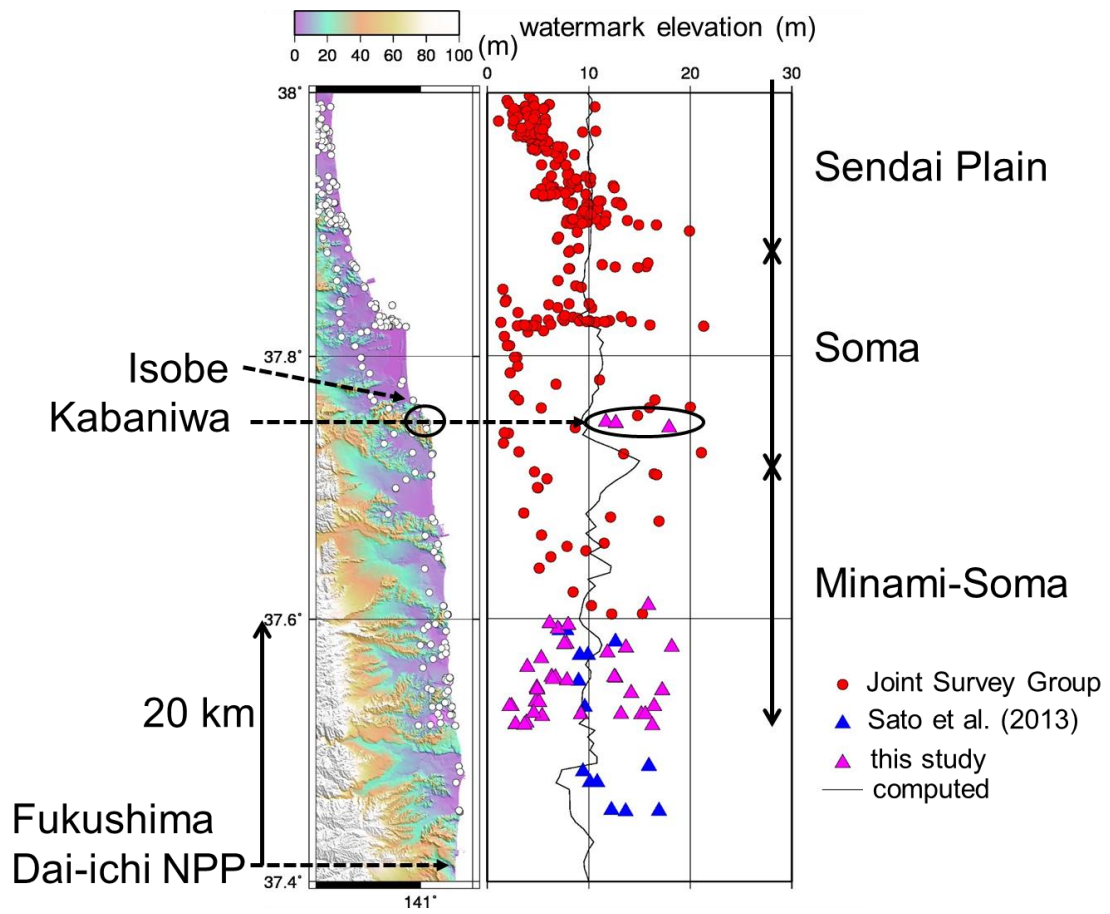 watermark elevation (m)
0 20 40 60 80 100
(m)
0 10 20 30
38°
Sendai Plain
37.8°
Soma
Isobe
Kabaniwa
Minami-Soma
37.6°
20 km
Joint Survey Group
Sato et al. (2013)
this study
computed
Fukushima
Dai-ichi NPP
37.4°
141°